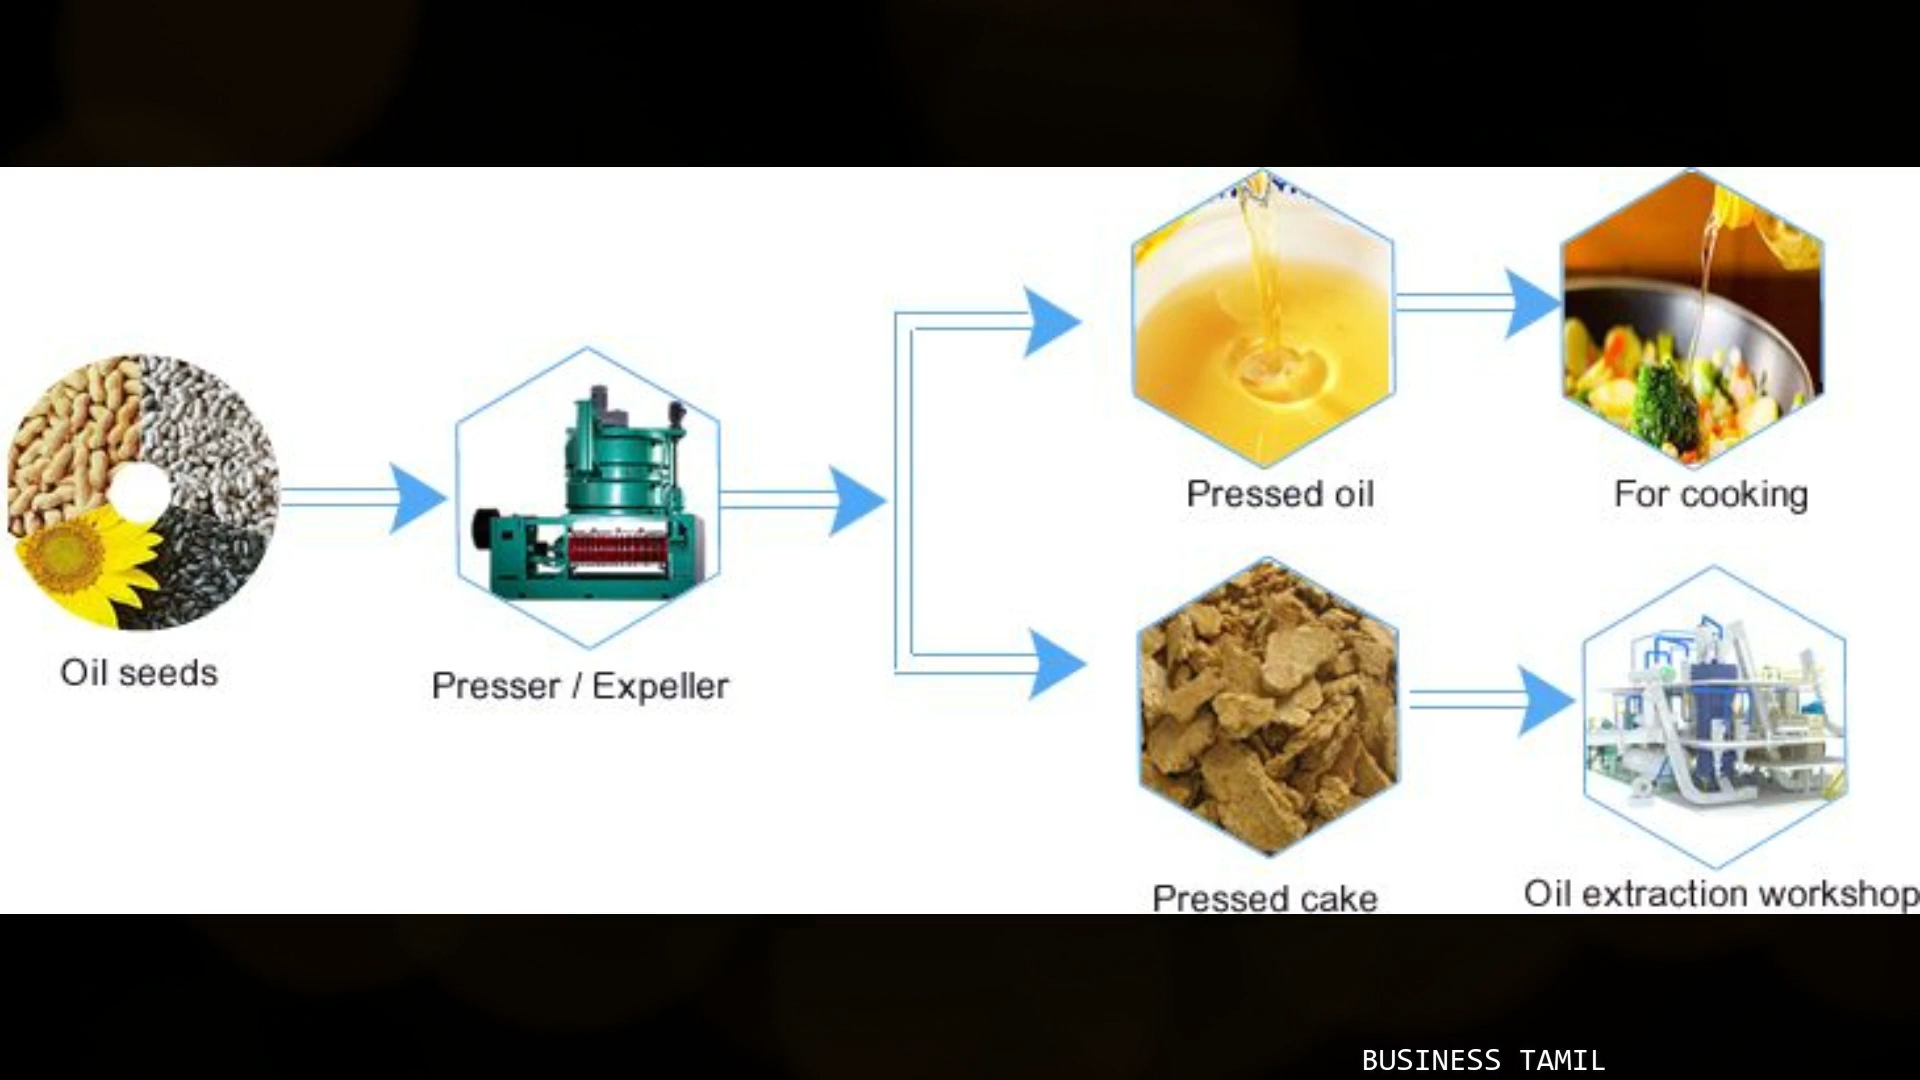 Oil seeds
Presser / Expeller
Pressed oil
For cooking
Pressed cake
Oil extraction workshop
BUSINESS TAMIL